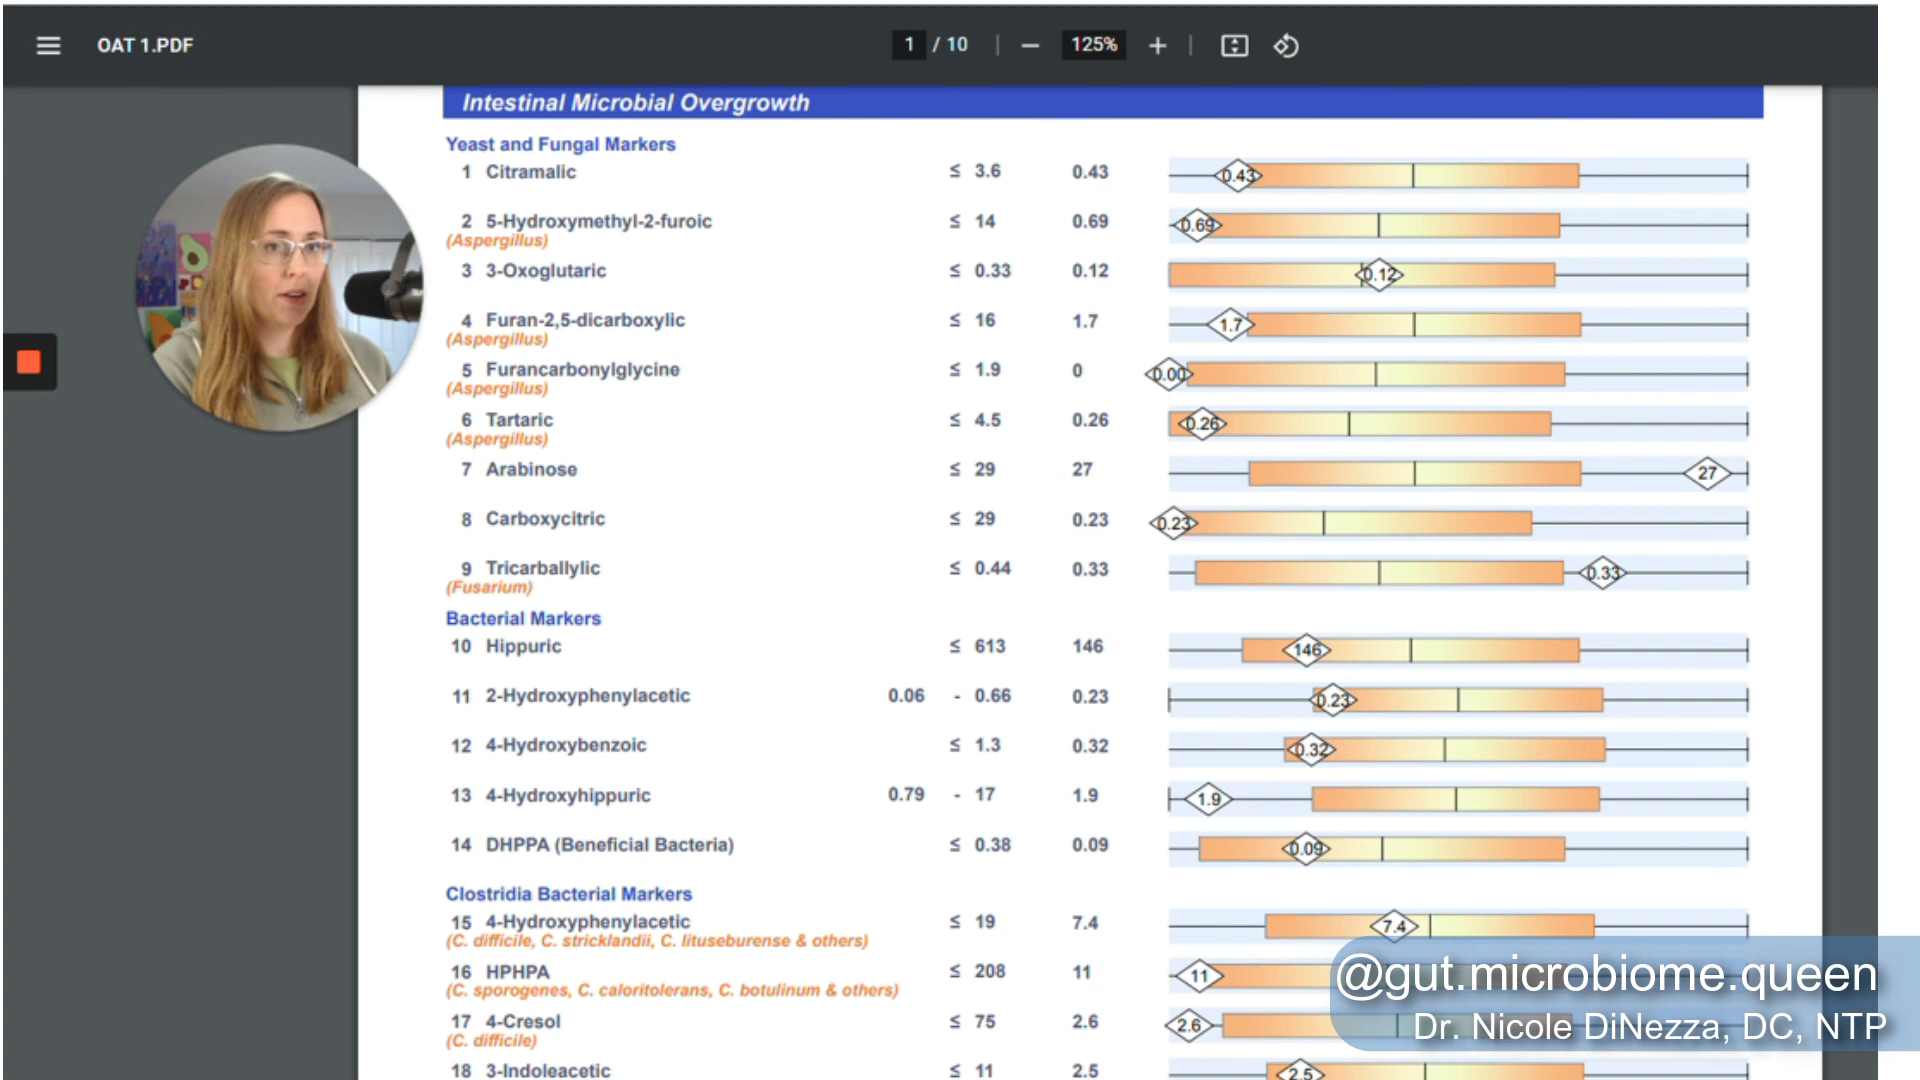 OAT 1.PDF
1 / 10
125%
Intestinal Microbial Overgrowth
Yeast and Fungal Markers
1 Citramalic ≤ 3.6 0.43 0.43
2 5-Hydroxymethyl-2-furoic ≤ 14 0.69 0.69
(Aspergillus)
3 3-Oxoglutaric ≤ 0.33 0.12 0.12
4 Furan-2,5-dicarboxylic ≤ 16 1.7 1.7
(Aspergillus)
5 Furancarbonylglycine ≤ 1.9 0 0.00
(Aspergillus)
6 Tartaric ≤ 4.5 0.26 0.26
(Aspergillus)
7 Arabinose ≤ 29 27 27
8 Carboxycitric ≤ 29 0.23 0.23
9 Tricarballylic ≤ 0.44 0.33 0.33
(Fusarium)
Bacterial Markers
10 Hippuric ≤ 613 146 146
11 2-Hydroxyphenylacetic 0.06 - 0.66 0.23 0.23
12 4-Hydroxybenzoic ≤ 1.3 0.32 0.32
13 4-Hydroxyhippuric 0.79 - 17 1.9 1.9
14 DHPPA (Beneficial Bacteria) ≤ 0.38 0.09 0.09
Clostridia Bacterial Markers
15 4-Hydroxyphenylacetic ≤ 19 7.4 7.4
(C. difficile, C. stricklandii, C. lituseburense & others)
16 HPHPA ≤ 208 11 11
(C. sporogenes, C. caloritolerans, C. botulinum & others)
17 4-Cresol ≤ 75 2.6 2.6
(C. difficile)
18 3-Indoleacetic ≤ 11 2.5 2.5
@gut.microbiome.queen
Dr. Nicole DiNezza, DC, NTP